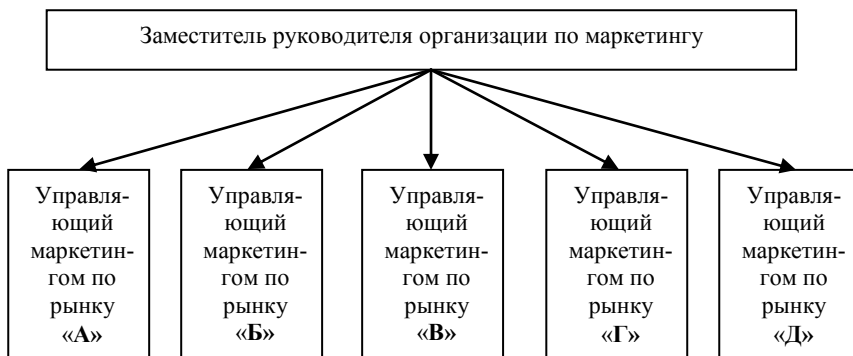 Заместитель руководителя организации по маркетингу
Управля-
ющий
маркетин-
гом по
рынку
«А»
Управля-
ющий
маркетин-
гом по
рынку
«Б»
Управля-
ющий
маркетин-
гом по
рынку
«В»
Управля-
ющий
маркетин-
гом по
рынку
«Г»
Управля-
ющий
маркетин-
гом по
рынку
«Д»